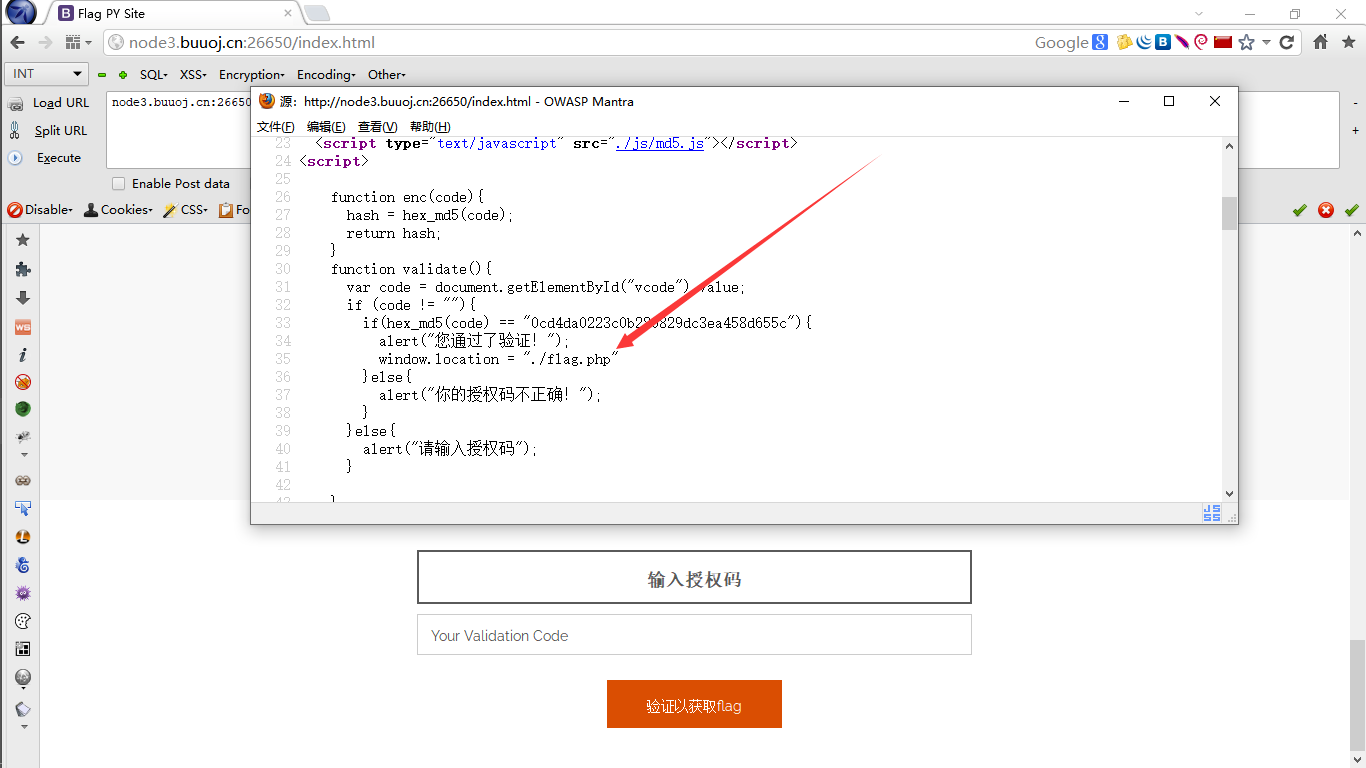 Flag PY Site
node3.buuoj.cn:26650/index.html
Google
INT
SQL
XSS
Encryption
Encoding
Other
Load URL
node3.buuoj.cn:26650
Split URL
Execute
Enable Post data
Disable
Cookies
CSS
Fo
源: http://node3.buuoj.cn:26650/index.html - OWASP Mantra
文件(F) 编辑(E) 查看(V) 帮助(H)
23 <script type="text/javascript" src="./js/md5.js"></script>
24 <script>
25
26 function enc(code){
27 hash = hex_md5(code);
28 return hash;
29 }
30 function validate(){
31 var code = document.getElementById("vcode").value;
32 if (code != ""){
33 if(hex_md5(code) == "0cd4da0223c0b280829dc3ea458d655c"){
34 alert("您通过了验证! ");
35 window.location = "./flag.php"
36 }else{
37 alert("你的授权码不正确! ");
38 }
39 }else{
40 alert("请输入授权码");
41 }
42
43 }
JS
SS
输入授权码
Your Validation Code
验证以获取flag